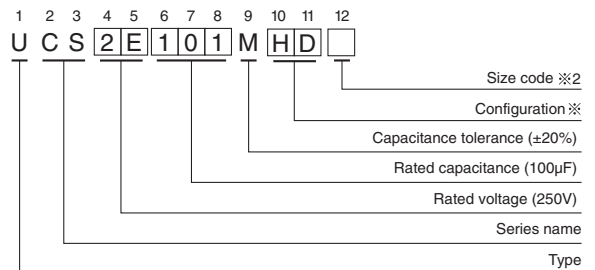 1 2 3 4 5 6 7 8 9 10 11 12
U C S 2 E 1 0 1 M H D
Size code ※2
Configuration ※
Capacitance tolerance (±20%)
Rated capacitance (100µF)
Rated voltage (250V)
Series name
Type